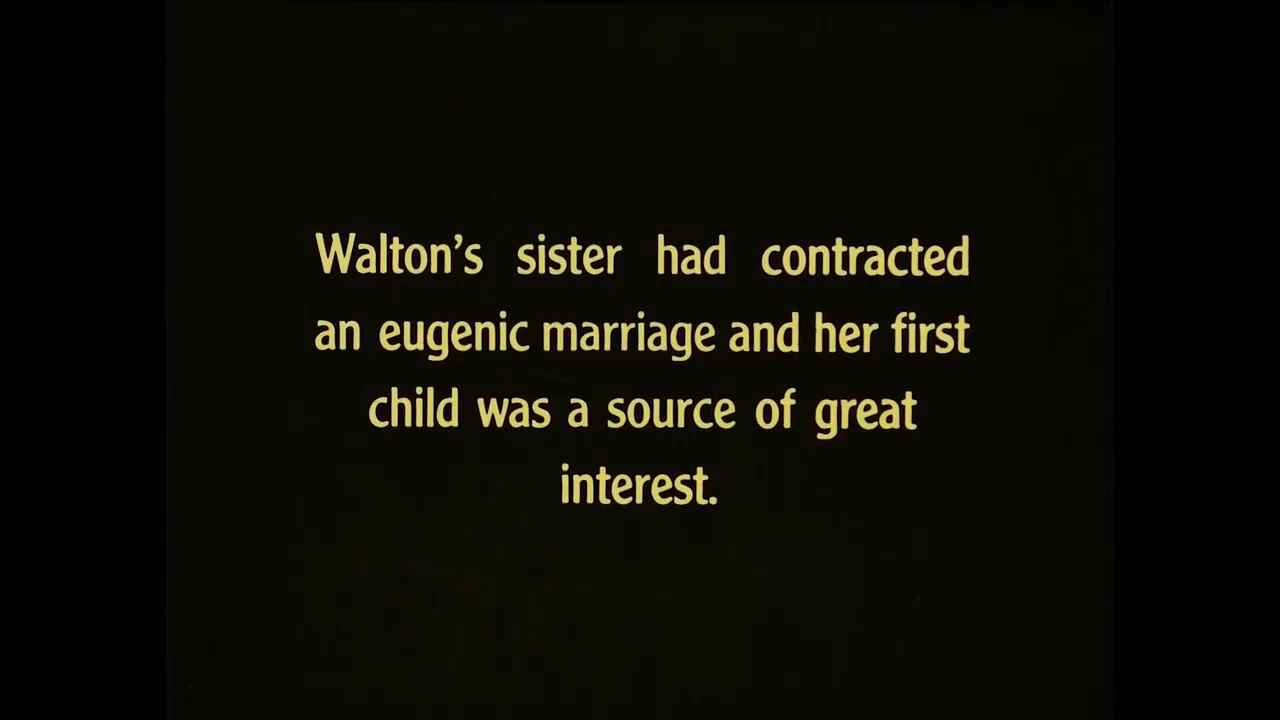 Walton's sister had contracted
an eugenic marriage and her first
child was a source of great
interest.